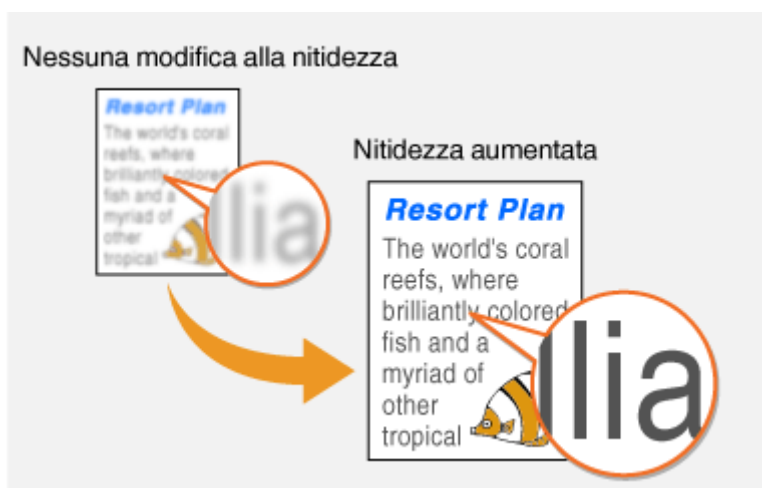 Nessuna modifica alla nitidezza
Resort Plan
The world's coral
reefs, where
brilliantly colored
fish and a
myriad of
other
tropical
lia
Nitidezza aumentata
Resort Plan
The world's coral
reefs, where
brilliantly colored
fish and a
myriad of
other
tropical
llia